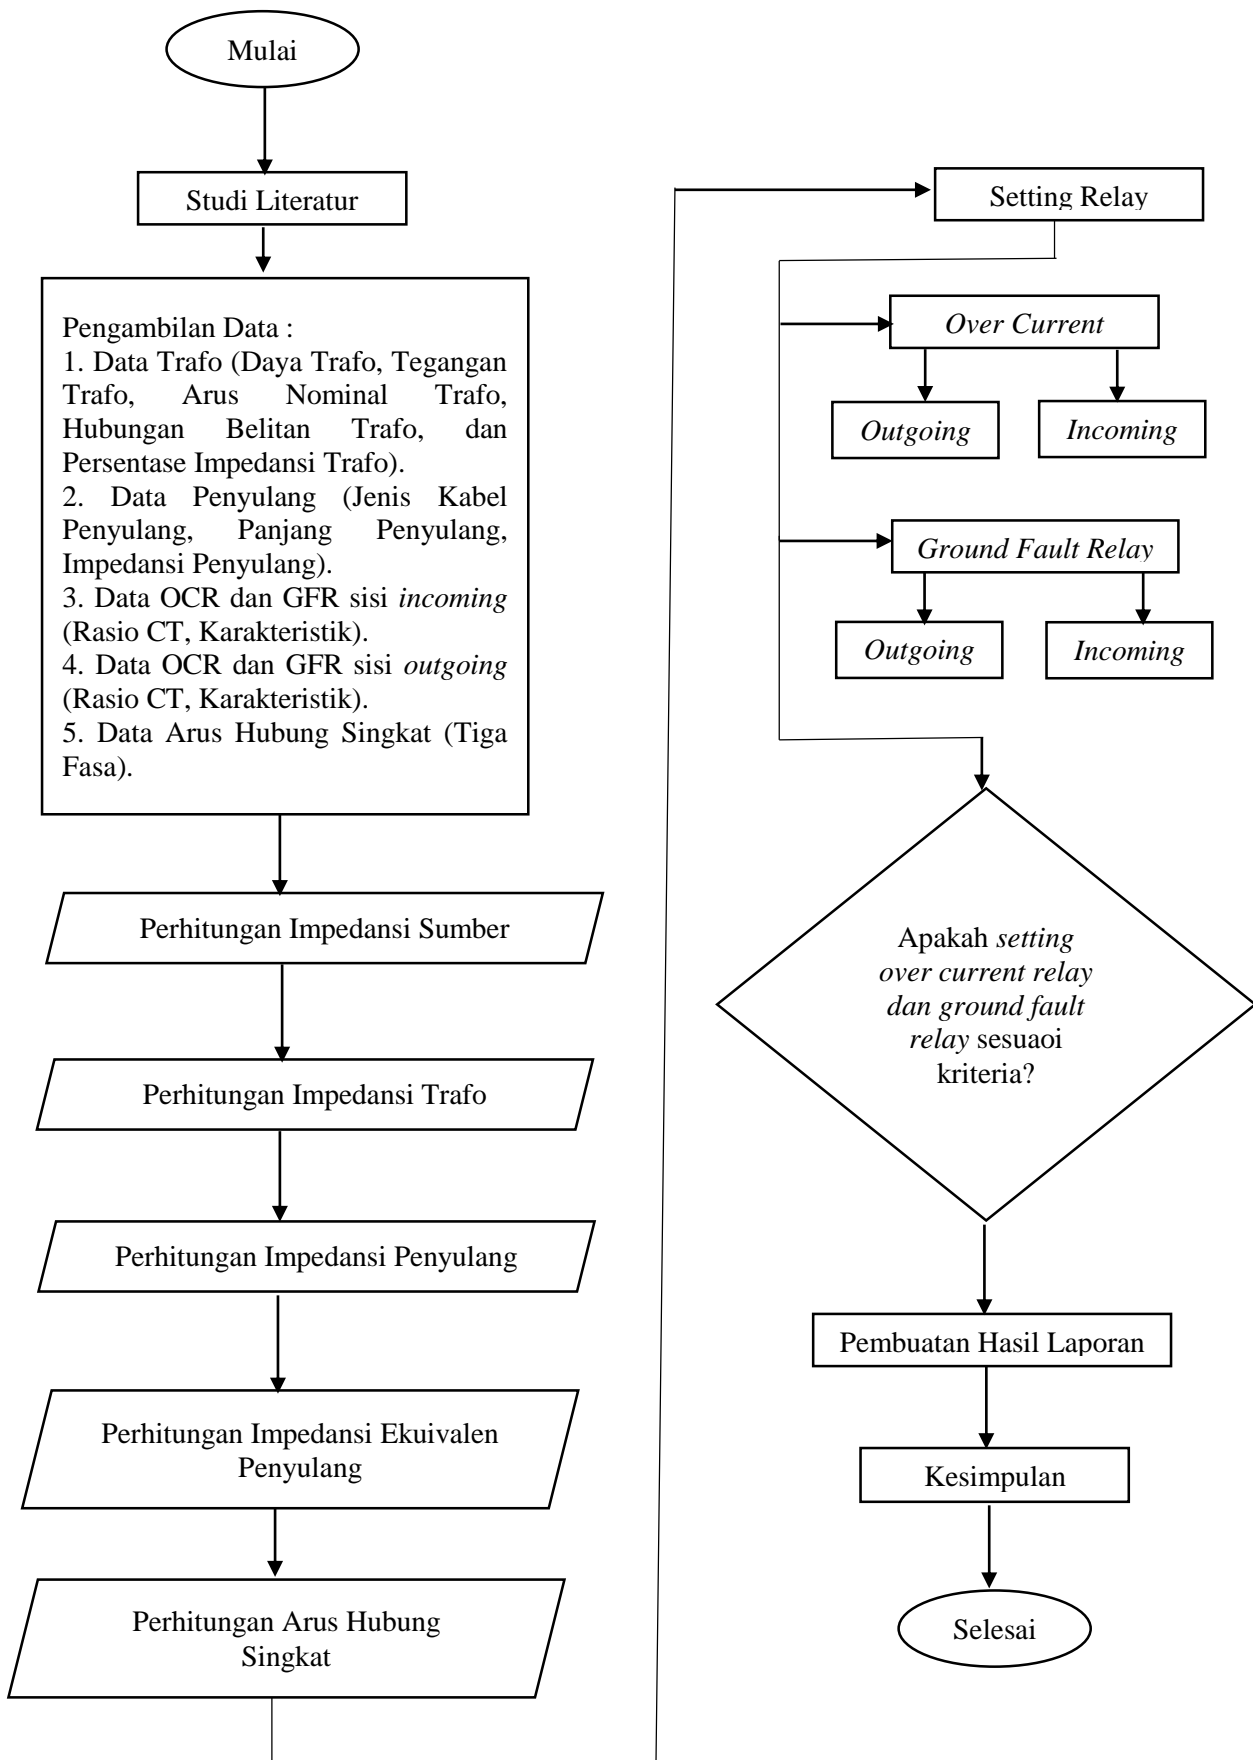 Mulai
Studi Literatur
Pengambilan Data :
1. Data Trafo (Daya Trafo, Tegangan
Trafo, Arus Nominal Trafo,
Hubungan Belitan Trafo, dan
Persentase Impedansi Trafo).
2. Data Penyulang (Jenis Kabel
Penyulang, Panjang Penyulang,
Impedansi Penyulang).
3. Data OCR dan GFR sisi incoming
(Rasio CT, Karakteristik).
4. Data OCR dan GFR sisi outgoing
(Rasio CT, Karakteristik).
5. Data Arus Hubung Singkat (Tiga
Fasa).
Perhitungan Impedansi Sumber
Perhitungan Impedansi Trafo
Perhitungan Impedansi Penyulang
Perhitungan Impedansi Ekuivalen
Penyulang
Perhitungan Arus Hubung
Singkat
Setting Relay
Over Current
Outgoing
Incoming
Ground Fault Relay
Outgoing
Incoming
Apakah setting
over current relay
dan ground fault
relay sesuaoi
kriteria?
Pembuatan Hasil Laporan
Kesimpulan
Selesai